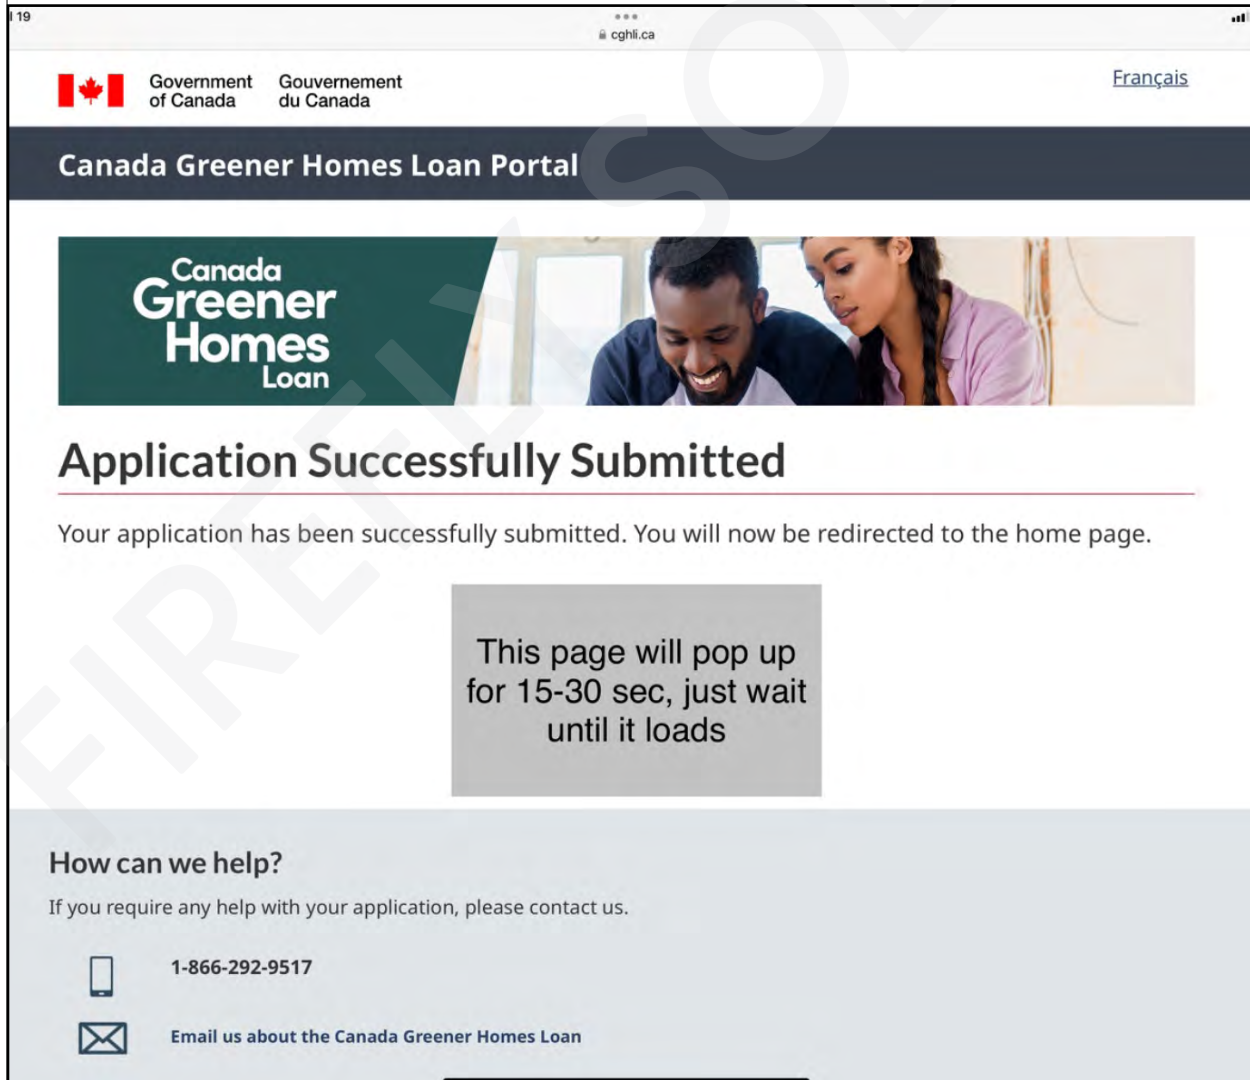 19
cghli.ca
Government of Canada
Gouvernement du Canada
Français
Canada Greener Homes Loan Portal
Canada
Greener
Homes
Loan
Application Successfully Submitted
Your application has been successfully submitted. You will now be redirected to the home page.
This page will pop up
for 15-30 sec, just wait
until it loads
How can we help?
If you require any help with your application, please contact us.
1-866-292-9517
Email us about the Canada Greener Homes Loan
FIREFLY SO